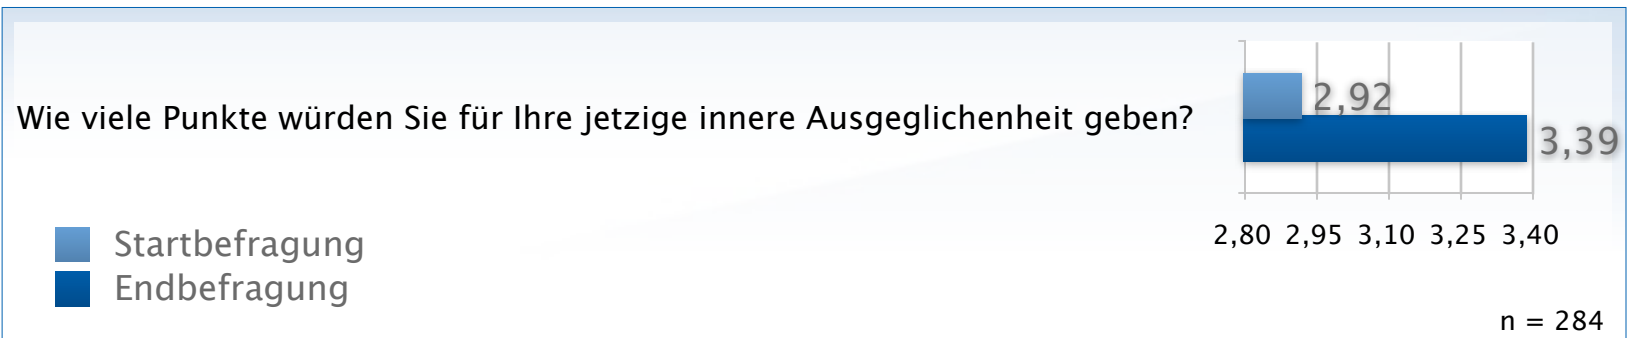 2,92
Wie viele Punkte würden Sie für Ihre jetzige innere Ausgeglichenheit geben?
3,39
2,80 2,95 3,10 3,25 3,40
Startbefragung
Endbefragung
n = 284